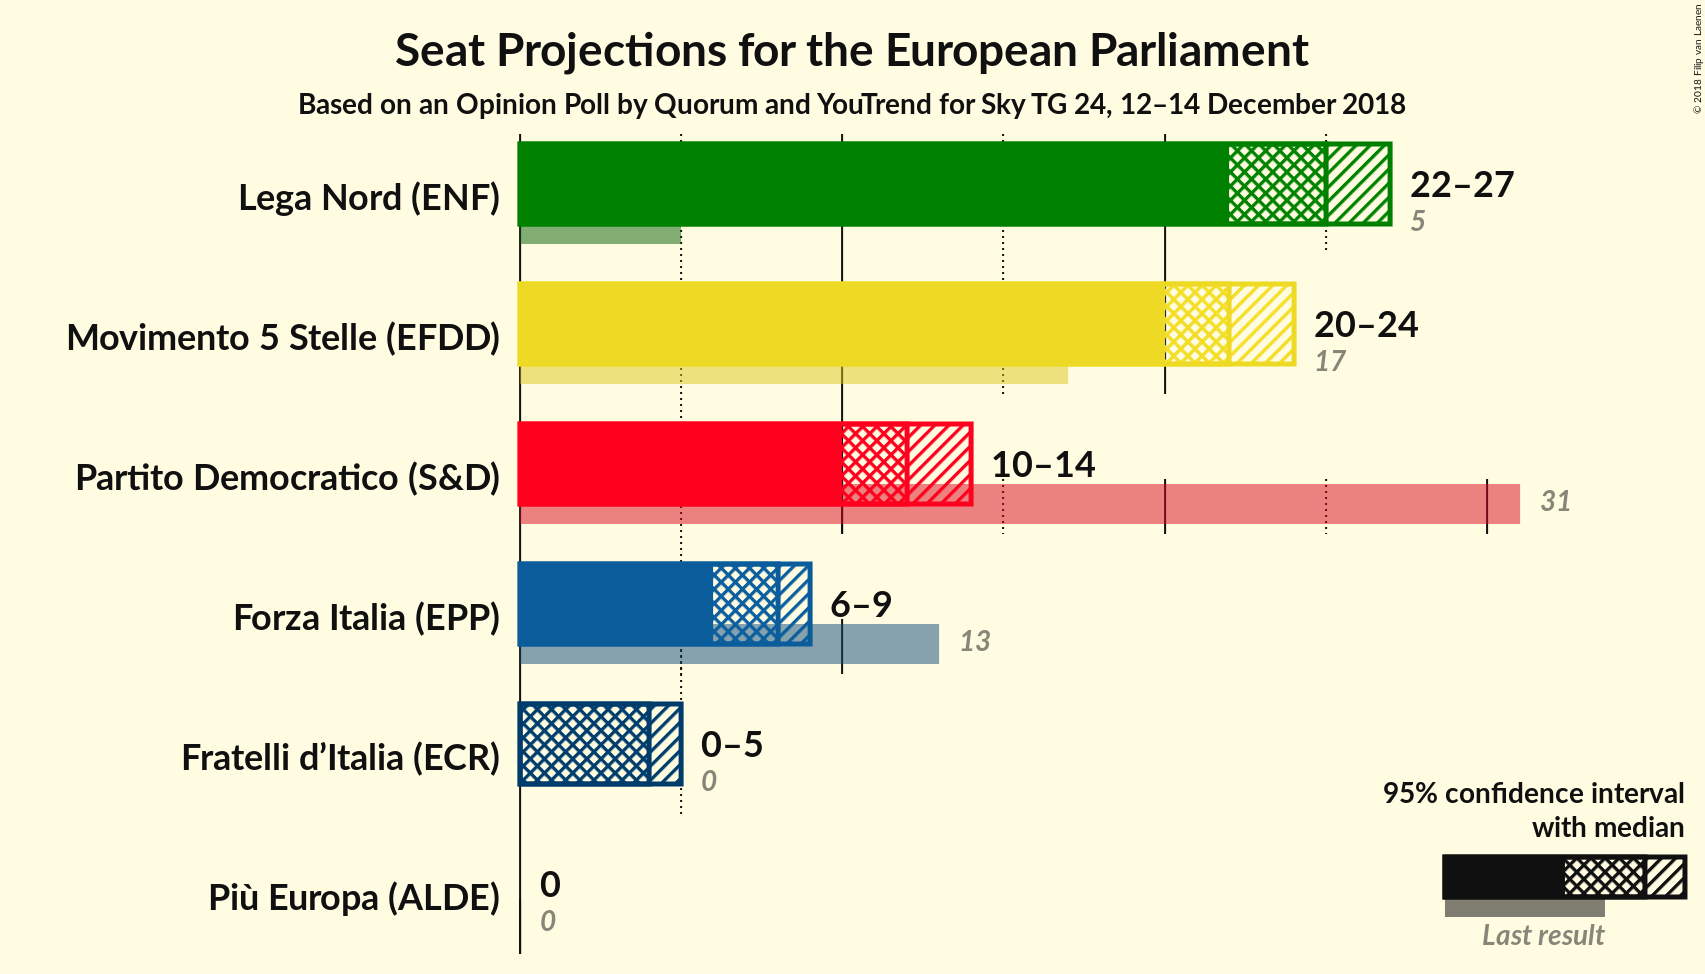 Seat Projections for the European Parliament
Based on an Opinion Poll by Quorum and YouTrend for Sky TG 24, 12–14 December 2018
© 2018 Filip van Laenen
Lega Nord (ENF)
22–27
5
Movimento 5 Stelle (EFDD)
20–24
17
Partito Democratico (S&D)
10–14
31
Forza Italia (EPP)
6–9
13
Fratelli d’Italia (ECR)
0–5
0
Più Europa (ALDE)
0
0
95% confidence interval
with median
Last result